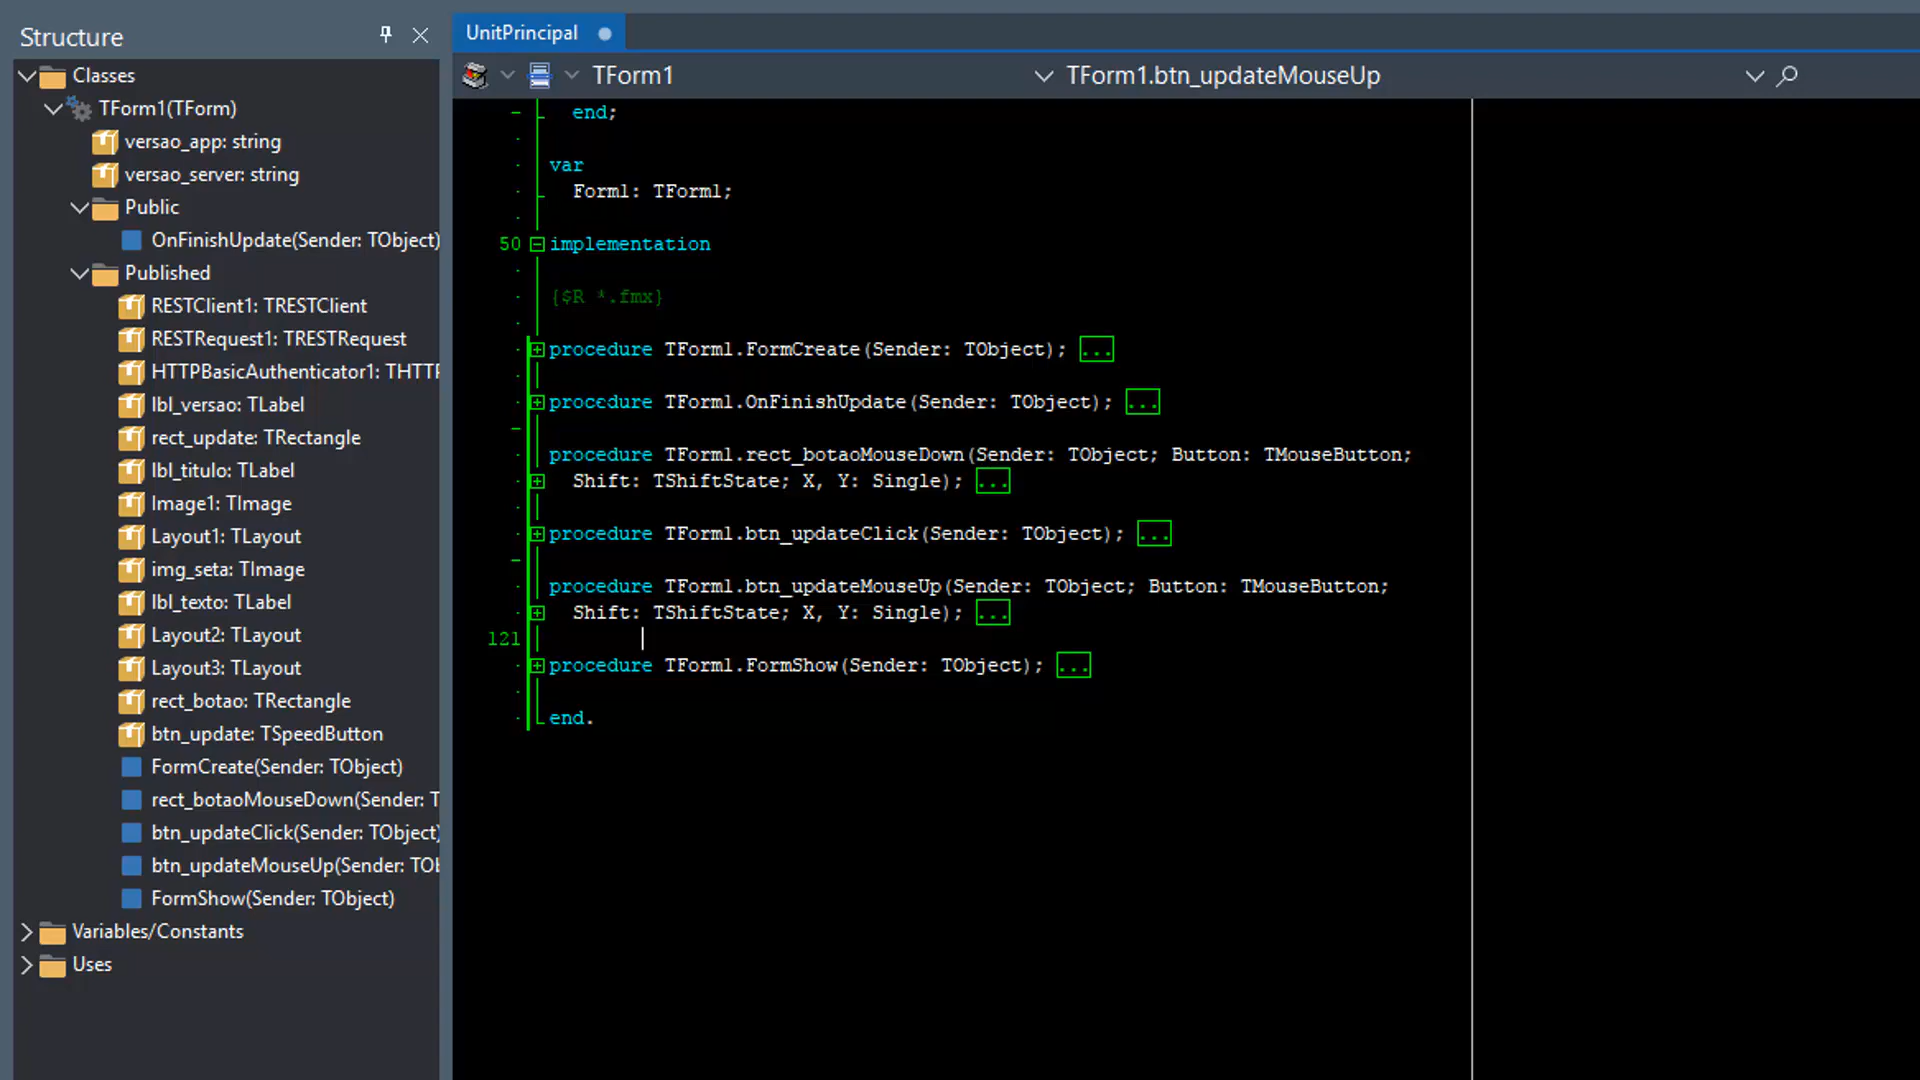 Structure
Classes
TForm1(TForm)
versao_app: string
versao_server: string
Public
OnFinishUpdate(Sender: TObject)
Published
RESTClient1: TRESTClient
RESTRequest1: TRESTRequest
HTTPBasicAuthenticator1: THTTP
lbl_versao: TLabel
rect_update: TRectangle
lbl_titulo: TLabel
Image1: TImage
Layout1: TLayout
img_seta: TImage
lbl_texto: TLabel
Layout2: TLayout
Layout3: TLayout
rect_botao: TRectangle
btn_update: TSpeedButton
FormCreate(Sender: TObject)
rect_botaoMouseDown(Sender: T
btn_updateClick(Sender: TObject)
btn_updateMouseUp(Sender: TOb
FormShow(Sender: TObject)
Variables/Constants
Uses
UnitPrincipal
TForm1
TForm1.btn_updateMouseUp
end;
var
Form1: TForm1;
50 implementation
{$R *.fmx}
procedure TForm1.FormCreate(Sender: TObject); ...
procedure TForm1.OnFinishUpdate(Sender: TObject); ...
procedure TForm1.rect_botaoMouseDown(Sender: TObject; Button: TMouseButton;
Shift: TShiftState; X, Y: Single); ...
procedure TForm1.btn_updateClick(Sender: TObject); ...
procedure TForm1.btn_updateMouseUp(Sender: TObject; Button: TMouseButton;
Shift: TShiftState; X, Y: Single); ...
121
procedure TForm1.FormShow(Sender: TObject); ...
end.